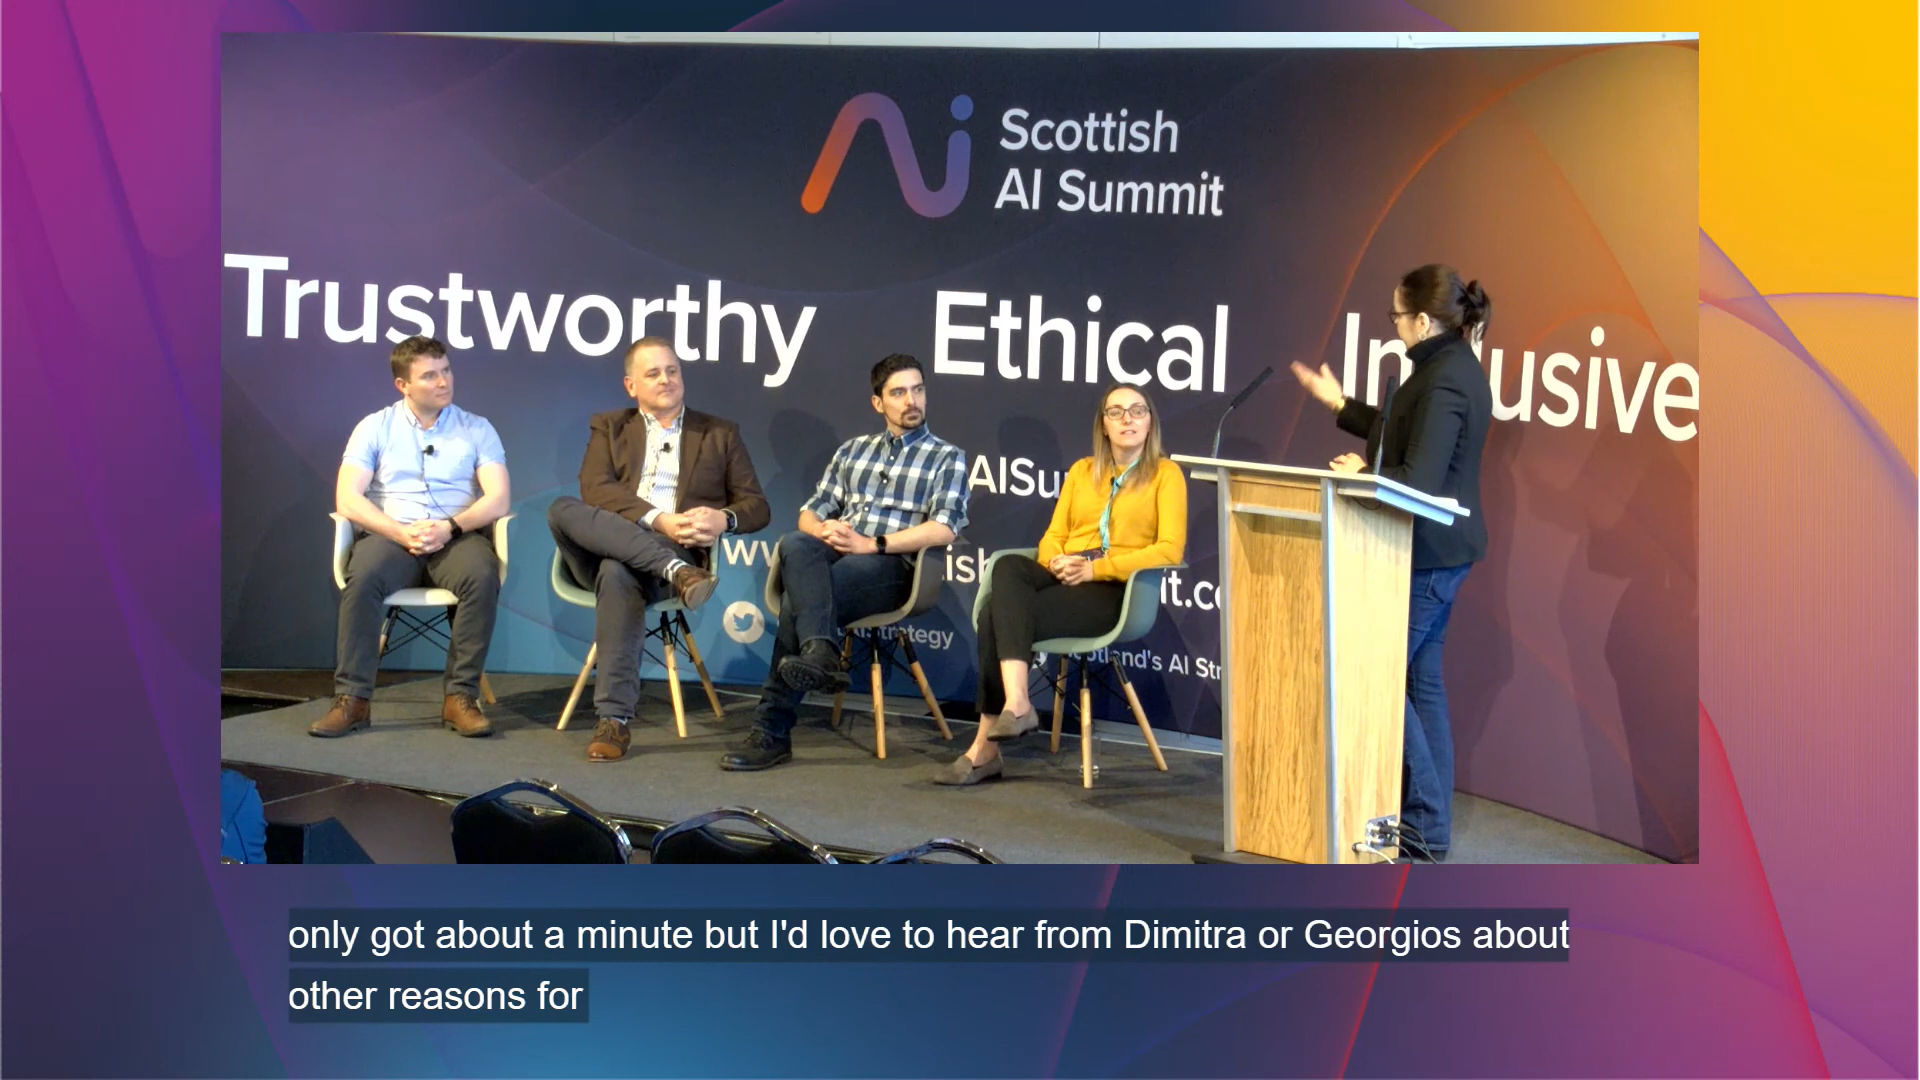 Scottish
AI Summit
Trustworthy Ethical
only got about a minute but I'd love to hear from Dimitra or Georgios about
other reasons for